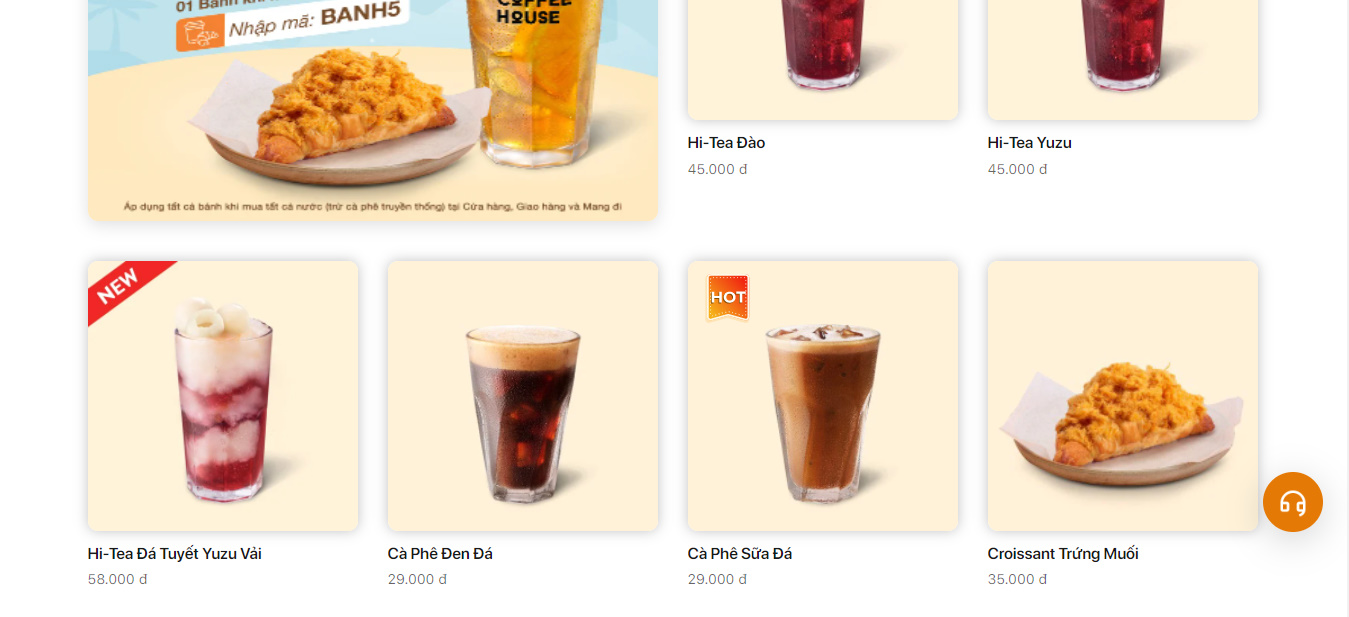 01 Bánh khi
Nhập mã: BANH5
COFFEE
HOUSE
Áp dụng tất cả bánh khi mua tất cả nước (trừ cà phê truyền thống) tại Cửa hàng, Giao hàng và Mang đi
Hi-Tea Đào
45.000 đ
Hi-Tea Yuzu
45.000 đ
NEW
Hi-Tea Đá Tuyết Yuzu Vải
58.000 đ
Cà Phê Đen Đá
29.000 đ
HOT
Cà Phê Sữa Đá
29.000 đ
Croissant Trứng Muối
35.000 đ